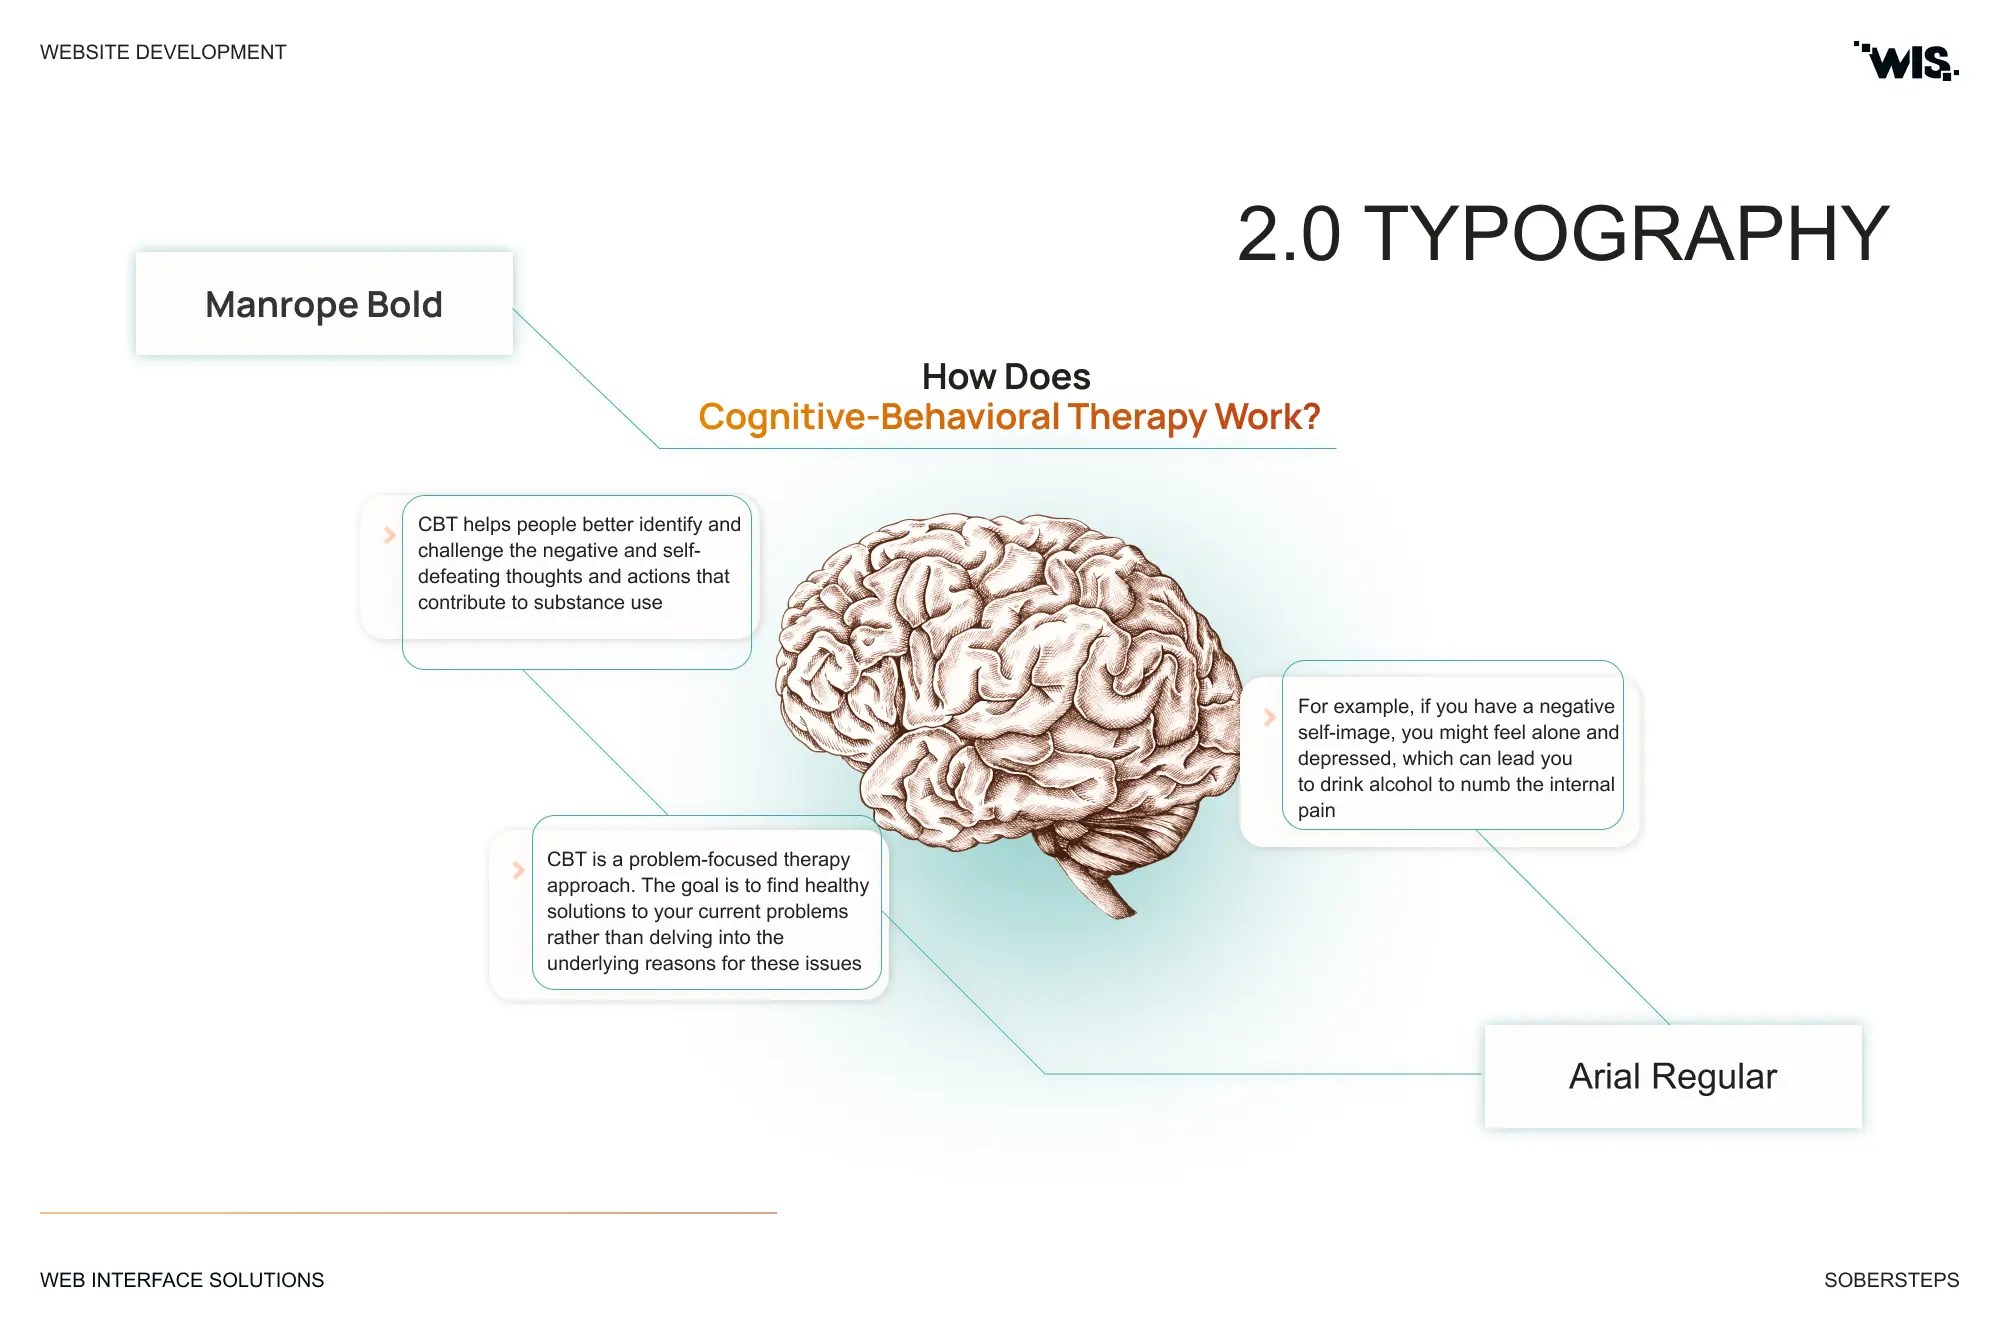 WEBSITE DEVELOPMENT
WIS.
2.0 TYPOGRAPHY
Manrope Bold
How Does
Cognitive-Behavioral Therapy Work?
CBT helps people better identify and
challenge the negative and self-
defeating thoughts and actions that
contribute to substance use
For example, if you have a negative
self-image, you might feel alone and
depressed, which can lead you
to drink alcohol to numb the internal
pain
CBT is a problem-focused therapy
approach. The goal is to find healthy
solutions to your current problems
rather than delving into the
underlying reasons for these issues
Arial Regular
WEB INTERFACE SOLUTIONS
SOBERSTEPS